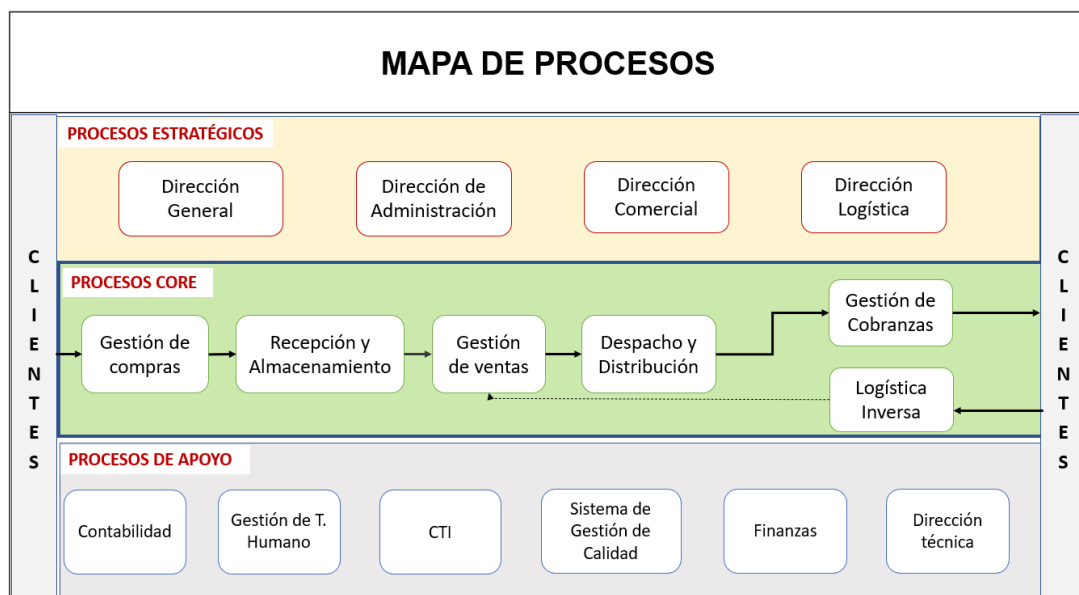 MAPA DE PROCESOS
PROCESOS ESTRATÉGICOS
Dirección
General
Dirección de
Administración
Dirección
Comercial
Dirección
Logística
CLIENTES
PROCESOS CORE
Gestión de
compras
Recepción y
Almacenamiento
Gestión
de ventas
Despacho y
Distribución
Gestión de
Cobranzas
Logística
Inversa
CLIENTES
PROCESOS DE APOYO
Contabilidad
Gestión de T.
Humano
CTI
Sistema de
Gestión de
Calidad
Finanzas
Dirección
técnica